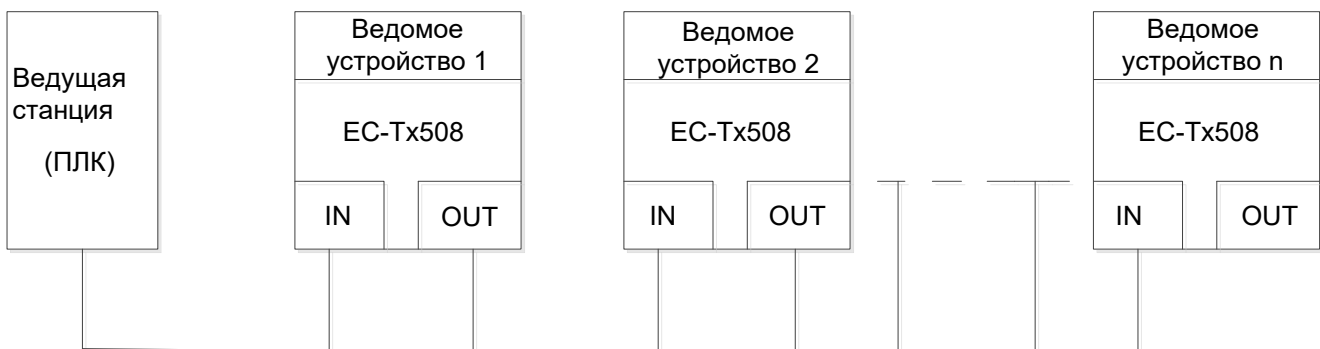 Ведущая
станция
(ПЛК)
Ведомое
устройство 1
EC-Tx508
IN
OUT
Ведомое
устройство 2
EC-Tx508
IN
OUT
Ведомое
устройство n
EC-Tx508
IN
OUT